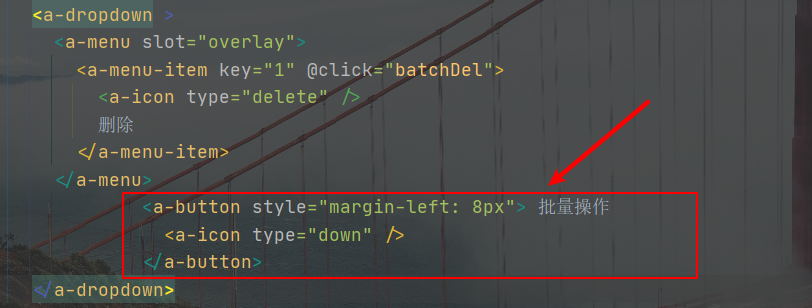 <a-dropdown >
<a-menu slot="overlay">
<a-menu-item key="1" @click="batchDel">
<a-icon type="delete" />
删除
</a-menu-item>
</a-menu>
<a-button style="margin-left: 8px"> 批量操作
<a-icon type="down" />
</a-button>
</a-dropdown>